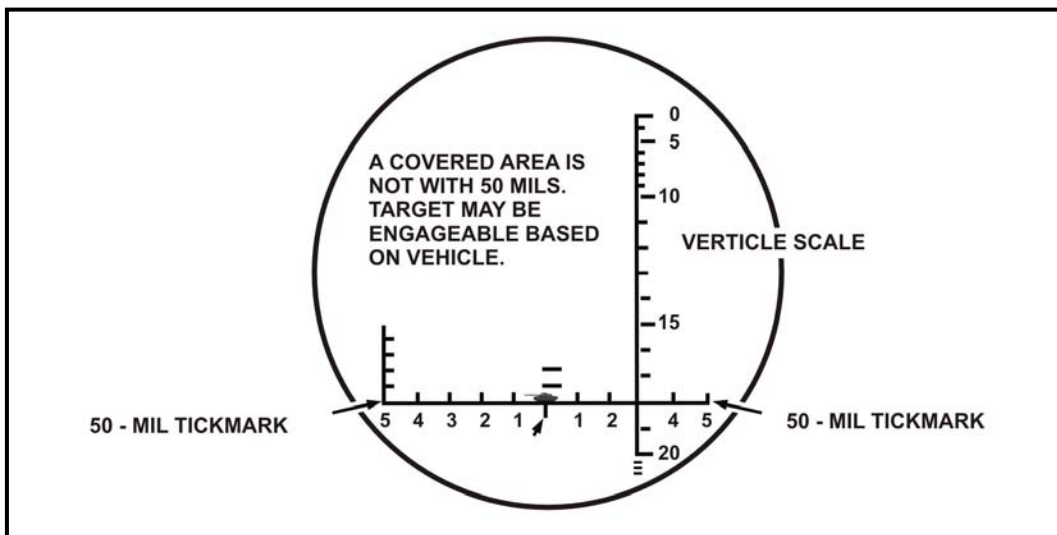 A COVERED AREA IS
NOT WITH 50 MILS.
TARGET MAY BE
ENGAGEABLE BASED
ON VEHICLE.
0
5
10
VERTICLE SCALE
15
50 - MIL TICKMARK
5 4 3 2 1 1 2 4 5
50 - MIL TICKMARK
20